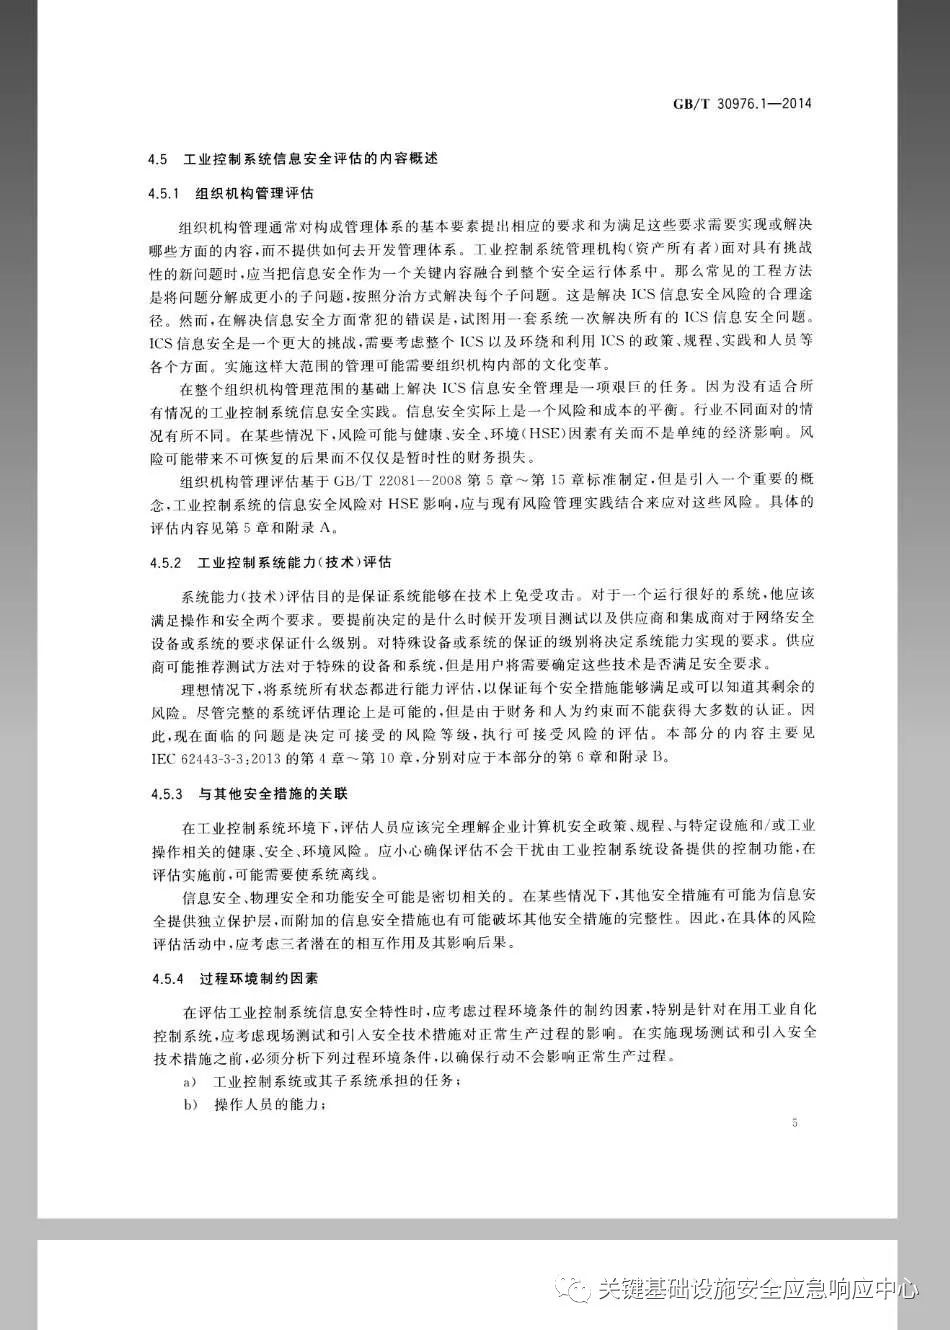 GB/T 30976.1—2014
4.5 工业控制系统信息安全评估的内容概述
4.5.1 组织机构管理评估
组织机构管理通常对构成管理体系的基本要素提出相应的要求和为满足这些要求需要实现或解决
哪些方面的内容,而不提供如何去开发管理体系。工业控制系统管理机构(资产所有者)面对具有挑战
性的新问题时,应当把信息安全作为一个关键内容融合到整个安全运行体系中。那么常见的工程方法
是将问题分解成更小的子问题,按照分治方式解决每个子问题。这是解决 ICS 信息安全风险的合理途
径。然而,在解决信息安全方面常犯的错误是,试图用一套系统一次解决所有的 ICS 信息安全问题。
ICS 信息安全是一个更大的挑战,需要考虑整个 ICS 以及环绕和利用 ICS 的政策、规程、实践和人员等
各个方面。实施这样大范围的管理可能需要组织机构内部的文化变革。
在整个组织机构管理范围的基础上解决 ICS 信息安全管理是一项艰巨的任务。因为没有适合所
有情况的工业控制系统信息安全实践。信息安全实际上是一个风险和成本的平衡。行业不同面对的情
况有所不同。在某些情况下,风险可能与健康、安全、环境(HSE)因素有关而不是单纯的经济影响。风
险可能带来不可恢复的后果而不仅仅是暂时性的财务损失。
组织机构管理评估基于 GB/T 22081—2008 第 5 章～第 15 章标准制定,但是引入一个重要的概
念,工业控制系统的信息安全风险对 HSE 影响,应与现有风险管理实践结合来应对这些风险。具体的
评估内容见第 5 章和附录 A。
4.5.2 工业控制系统能力(技术)评估
系统能力(技术)评估目的是保证系统能够在技术上免受攻击。对于一个运行很好的系统,他应该
满足操作和安全两个要求。要提前决定的是什么时候开发项目测试以及供应商和集成商对于网络安全
设备或系统的要求保证什么级别。对特殊设备或系统的保证的级别将决定系统能力实现的要求。供应
商可能推荐测试方法对于特殊的设备和系统,但是用户将需要确定这些技术是否满足安全要求。
理想情况下,将系统所有状态都进行能力评估,以保证每个安全措施能够满足或可以知道其剩余的
风险。尽管完整的系统评估理论上是可能的,但是由于财务和人为约束而不能获得大多数的认证。因
此,现在面临的问题是决定可接受的风险等级,执行可接受风险的评估。本部分的内容主要见
IEC 62443-3-3:2013 的第 4 章～第 10 章,分别对应于本部分的第 6 章和附录 B。
4.5.3 与其他安全措施的关联
在工业控制系统环境下,评估人员应该完全理解企业计算机安全政策、规程、与特定设施和/或工业
操作相关的健康、安全、环境风险。应小心确保评估不会干扰由工业控制系统设备提供的控制功能,在
评估实施前,可能需要使系统离线。
信息安全、物理安全和功能安全可能是密切相关的。在某些情况下,其他安全措施有可能为信息安
全提供独立保护层,而附加的信息安全措施也有可能破坏其他安全措施的完整性。因此,在具体的风险
评估活动中,应考虑三者潜在的相互作用及其影响后果。
4.5.4 过程环境制约因素
在评估工业控制系统信息安全特性时,应考虑过程环境条件的制约因素,特别是针对在用工业自化
控制系统,应考虑现场测试和引入安全技术措施对正常生产过程的影响。在实施现场测试和引入安全
技术措施之前,必须分析下列过程环境条件,以确保行动不会影响正常生产过程。
a) 工业控制系统或其子系统承担的任务;
b) 操作人员的能力;
5
关键基础设施安全应急响应中心